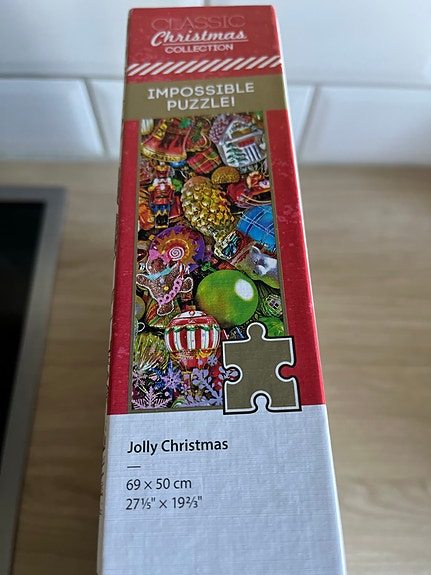 CLASSIC
Christmas
COLLECTION
IMPOSSIBLE
PUZZLE!
Jolly Christmas
69 × 50 cm
27⅕" × 19⅔"